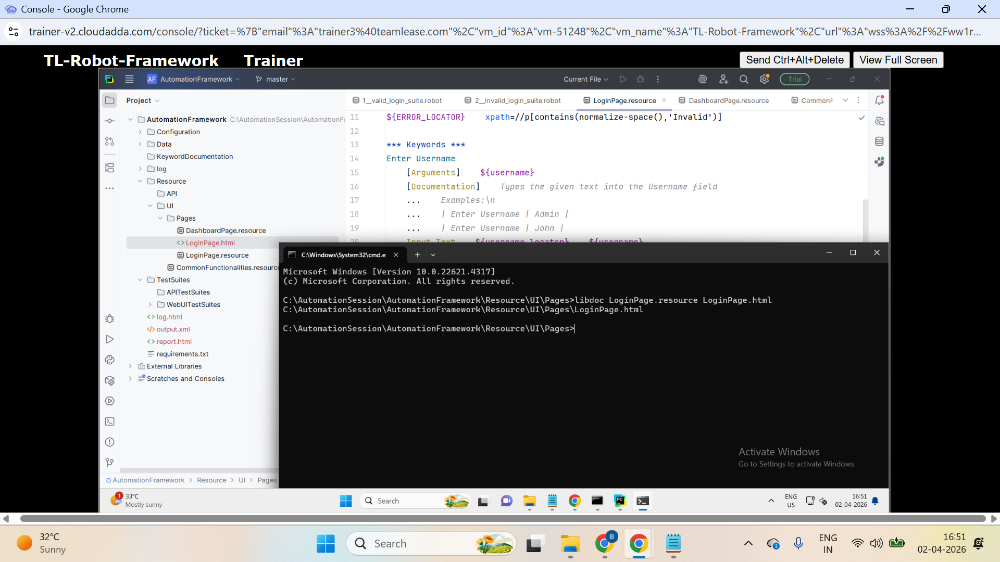 Console - Google Chrome
trainer-v2.cloudadda.com/console/?ticket=%7B"email"%3A"trainer3%40teamlease.com"%2C"vm_id"%3A"vm-51248"%2C"vm_name"%3A"TL-Robot-Framework"%2C"url"%3A"wss%3A%2F%2Fww1r...
TL-Robot-Framework Trainer Send Ctrl+Alt+Delete View Full Screen
PC AF AutomationFramework master Current File Trial
Project 1__valid_login_suite.robot 2__invalid_login_suite.robot LoginPage.resource DashboardPage.resource CommonF
AutomationFramework C:\AutomationSession\AutomationF
Configuration
Data
KeywordDocumentation
log
Resource
API
UI
Pages
DashboardPage.resource
LoginPage.html
LoginPage.resource
CommonFunctionalities.resource
TestSuites
APITestSuites
WebUITestSuites
log.html
output.xml
report.html
requirements.txt
External Libraries
Scratches and Consoles
11 ${ERROR_LOCATOR} xpath=//p[contains(normalize-space(),'Invalid')]
12
13 *** Keywords ***
14 Enter Username
15 [Arguments] ${username}
16 [Documentation] Types the given text into the Username field
17 ... Examples:\n
18 ... | Enter Username | Admin |
19 ... | Enter Username | John |
20 Input Text ${username_locator} ${username}
C:\Windows\System32\cmd.e
Microsoft Windows [Version 10.0.22621.4317]
(c) Microsoft Corporation. All rights reserved.
C:\AutomationSession\AutomationFramework\Resource\UI\Pages>libdoc LoginPage.resource LoginPage.html
C:\AutomationSession\AutomationFramework\Resource\UI\Pages\LoginPage.html
C:\AutomationSession\AutomationFramework\Resource\UI\Pages>
Activate Windows
Go to Settings to activate Windows.
AutomationFramework > Resource > UI > Pages
1 33°C
Mostly sunny
Search
PC
ENG
US
16:51
02-04-2026
32°C
Sunny
Search
B
ENG
IN
16:51
02-04-2026